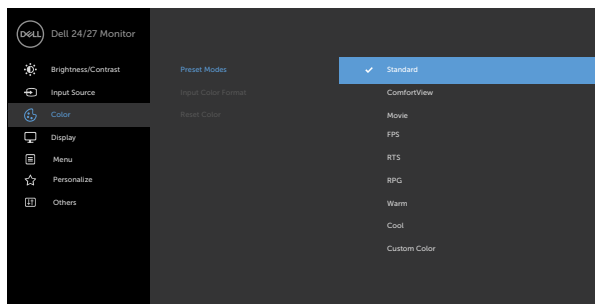 DELL Dell 24/27 Monitor
Brightness/Contrast
Input Source
Color
Display
Menu
Personalize
Others
Preset Modes
Input Color Format
Reset Color
Standard
ComfortView
Movie
FPS
RTS
RPG
Warm
Cool
Custom Color